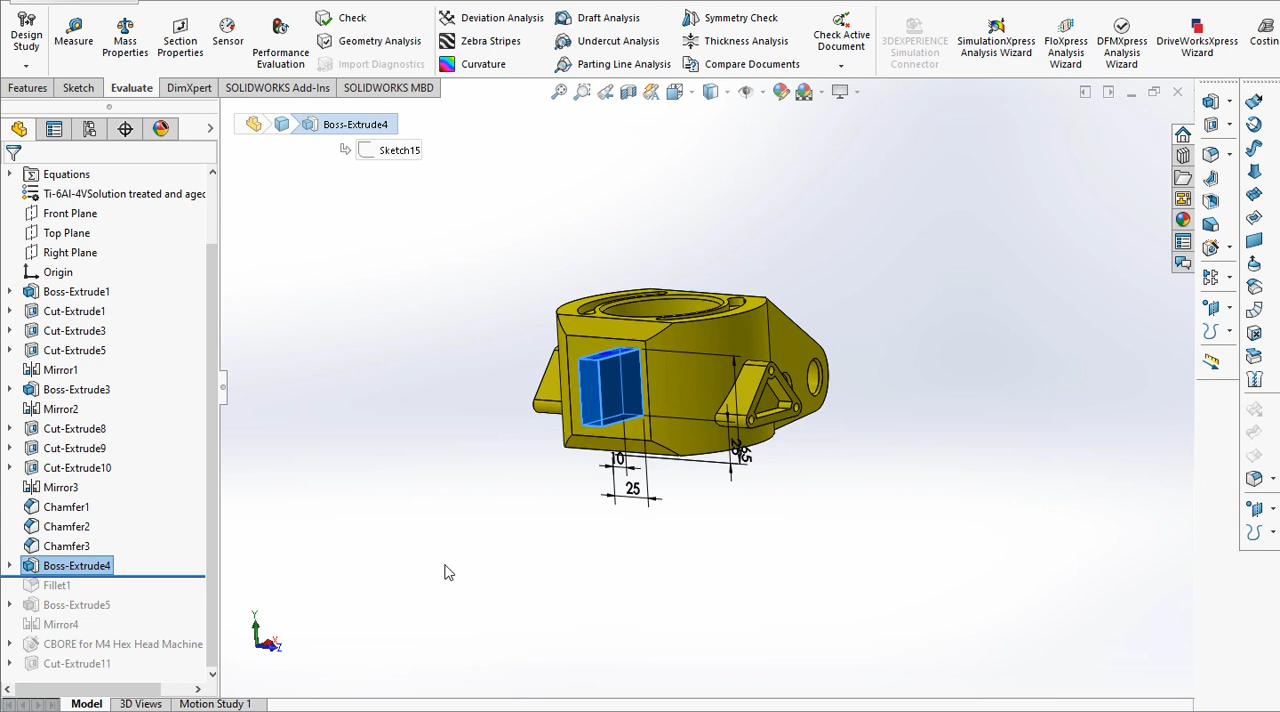 Design Study
Measure
Mass Properties
Section Properties
Sensor
Performance Evaluation
Check
Geometry Analysis
Import Diagnostics
Deviation Analysis
Zebra Stripes
Curvature
Draft Analysis
Undercut Analysis
Parting Line Analysis
Symmetry Check
Thickness Analysis
Compare Documents
Check Active Document
3DEXPERIENCE Simulation Connector
SimulationXpress Analysis Wizard
FloXpress Analysis Wizard
DFMXpress Analysis Wizard
DriveWorksXpress Wizard
Costin
Features
Sketch
Evaluate
DimXpert
SOLIDWORKS Add-Ins
SOLIDWORKS MBD
Boss-Extrude4
Sketch15
Equations
Ti-6Al-4VSolution treated and agec
Front Plane
Top Plane
Right Plane
Origin
Boss-Extrude1
Cut-Extrude1
Cut-Extrude3
Cut-Extrude5
Mirror1
Boss-Extrude3
Mirror2
Cut-Extrude8
Cut-Extrude9
Cut-Extrude10
Mirror3
Chamfer1
Chamfer2
Chamfer3
Boss-Extrude4
Fillet1
Boss-Extrude5
Mirror4
CBORE for M4 Hex Head Machine
Cut-Extrude11
10
25
65
Y
Z
Model
3D Views
Motion Study 1